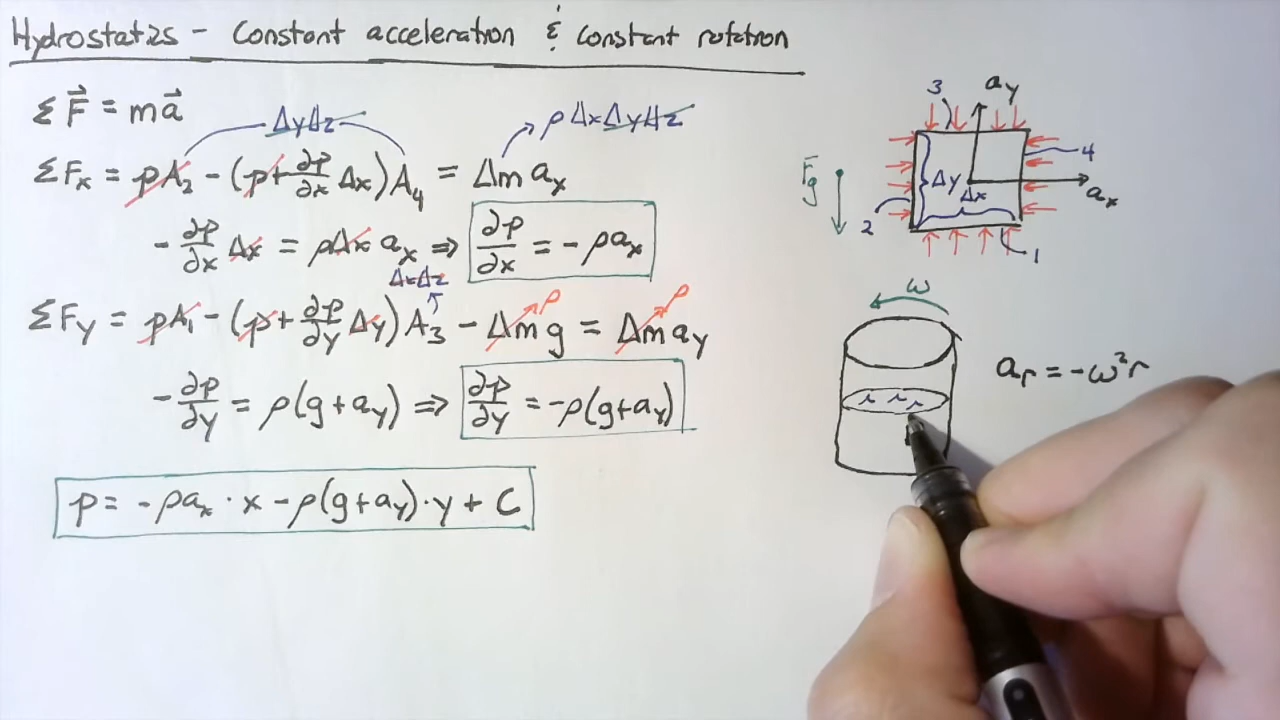 Hydrostatics - Constant acceleration & constant rotation
ΣF⃗ = ma⃗
ΔyΔz
ρΔxΔyΔz
ΣFx = pA2 - (p+∂p/∂x Δx)A4 = Δm ax
-∂p/∂x Δx = ρΔx ax ⇒ ∂p/∂x = -ρax
ΔxΔz
ρ
ρ
ΣFy = pA1 - (p+∂p/∂y Δy)A3 - Δmg = Δm ay
-∂p/∂y = ρ(g+ay) ⇒ ∂p/∂y = -ρ(g+ay)
p = -ρax · x - ρ(g+ay) · y + C
3
ay
4
Fg
Δy
Δx
ax
2
1
ω
ar = -ω²r